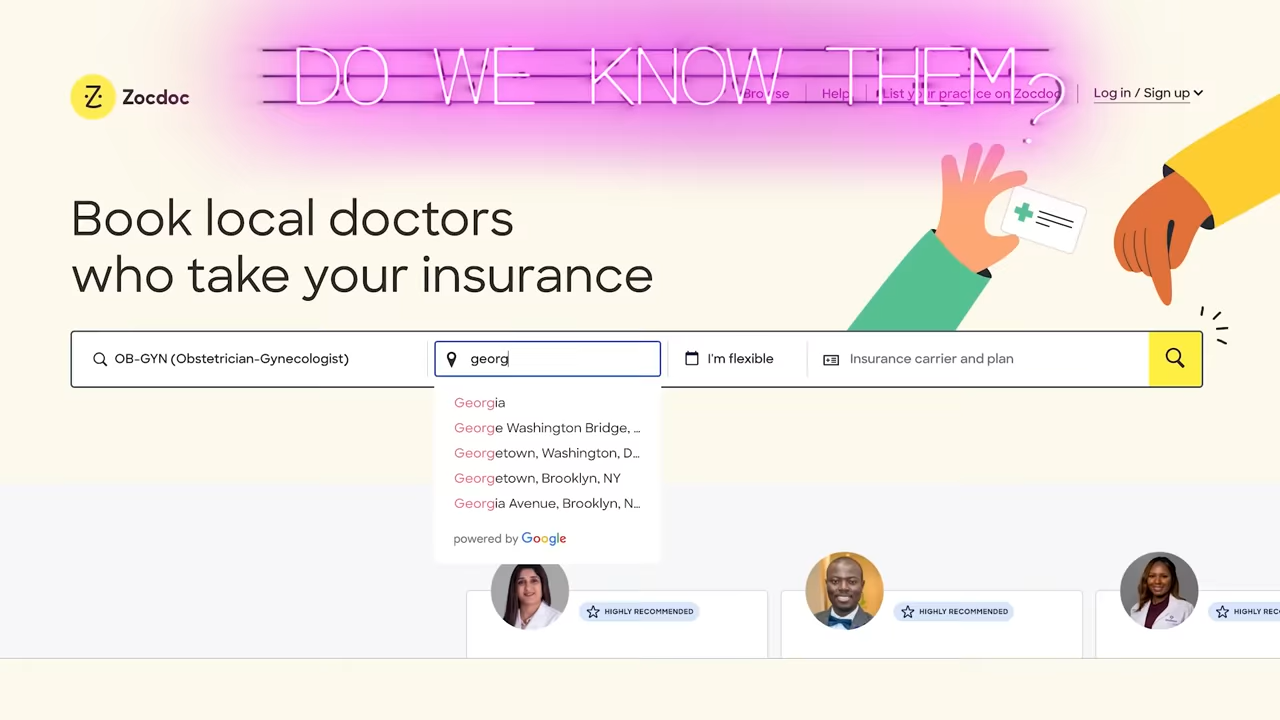 DO WE KNOW THEM?
Zocdoc
Browse
Help
List your practice on Zocdoc
Log in / Sign up
Book local doctors
who take your insurance
OB-GYN (Obstetrician-Gynecologist)
georg
I'm flexible
Insurance carrier and plan
Georgia
George Washington Bridge, ...
Georgetown, Washington, D...
Georgetown, Brooklyn, NY
Georgia Avenue, Brooklyn, N...
powered by Google
HIGHLY RECOMMENDED
HIGHLY RECOMMENDED
HIGHLY REC